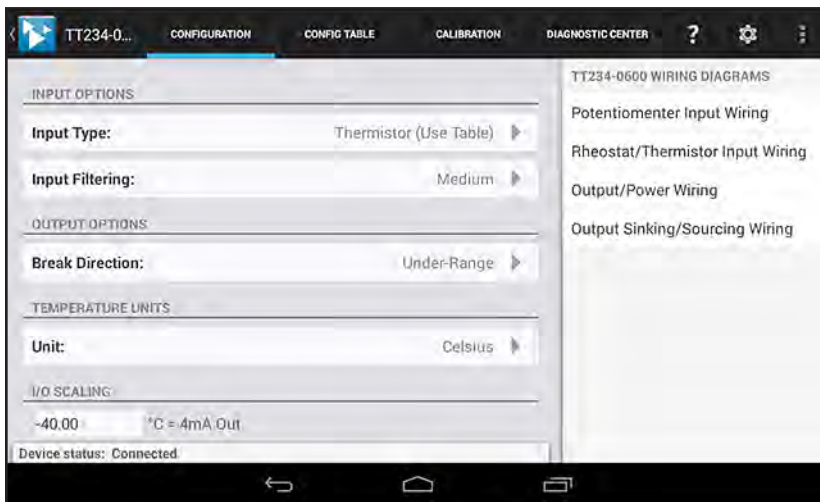 TT234-0...
CONFIGURATION
CONFIG TABLE
CALIBRATION
DIAGNOSTIC CENTER
?
INPUT OPTIONS
Input Type: Thermistor (Use Table)
Input Filtering: Medium
OUTPUT OPTIONS
Break Direction: Under-Range
TEMPERATURE UNITS
Unit: Celsius
I/O SCALING
-40.00 °C = 4mA Out
Device status: Connected
TT234-0600 WIRING DIAGRAMS
Potentiomenter Input Wiring
Rheostat/Thermistor Input Wiring
Output/Power Wiring
Output Sinking/Sourcing Wiring